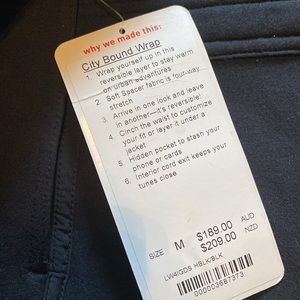 why we made this:
City Bound Wrap
1. Wrap yourself up in this
reversible layer to stay warm
on urban adventures
2. Soft Spacer fabric is four-way
stretch
3. Arrive in one look and leave
in another—it's reversible!
4. Cinch the waist to customize
your fit or layer it under a
jacket
5. Hidden pocket to stash your
phone or cards
6. Interior cord exit keeps your
tunes close
SIZE M $189.00 AUD
$209.00 NZD
LW4IGDS HBLK/BLK
000003687373